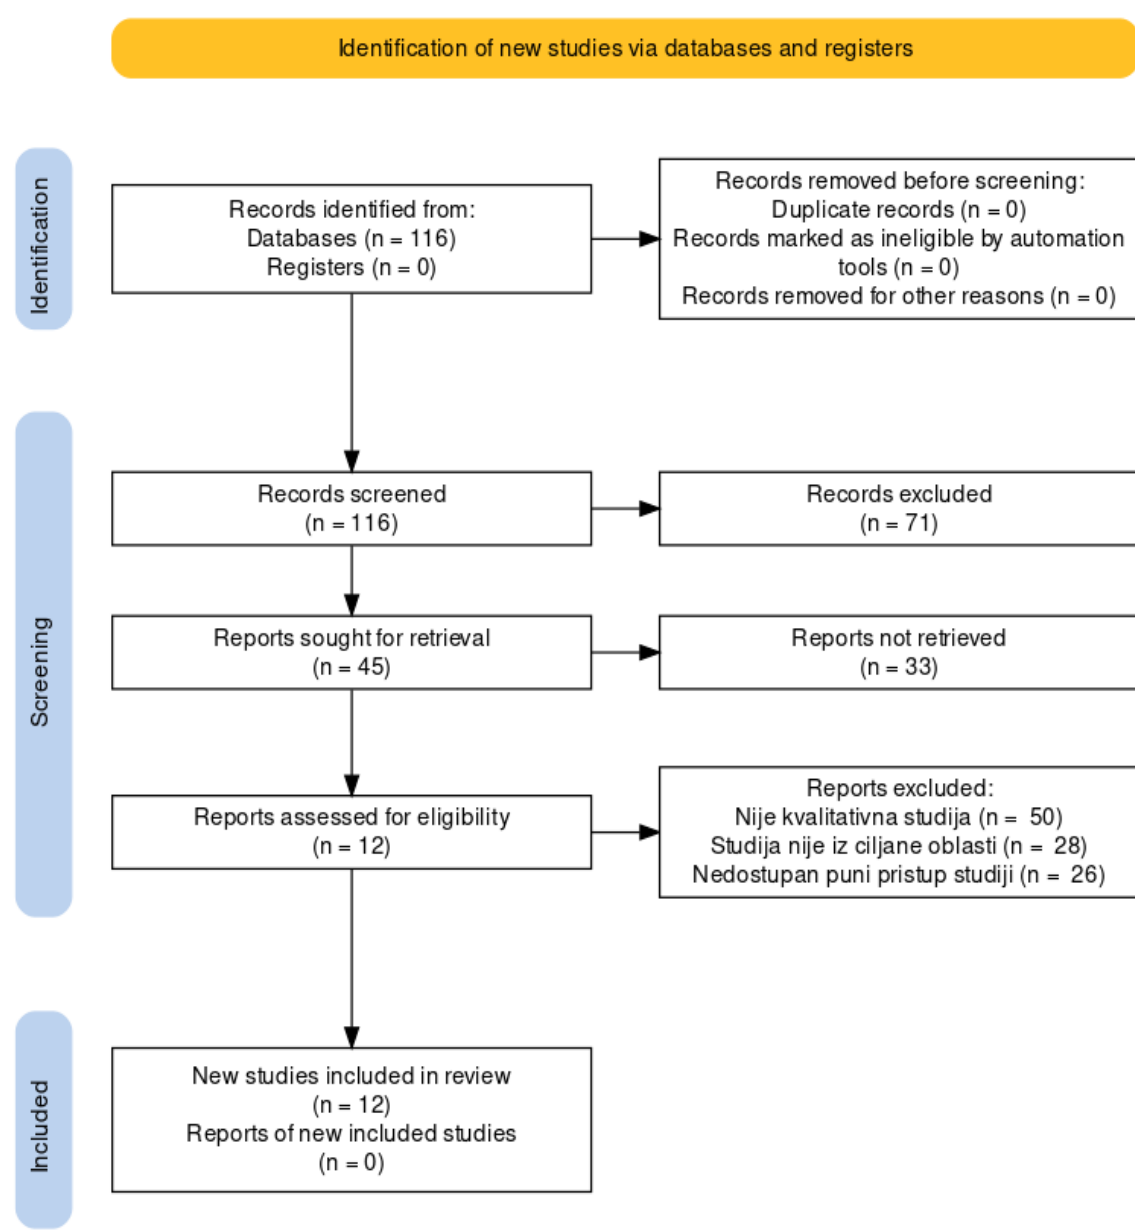 Identification of new studies via databases and registers
Identification
Records identified from:
Databases (n = 116)
Registers (n = 0)
Records removed before screening:
Duplicate records (n = 0)
Records marked as ineligible by automation
tools (n = 0)
Records removed for other reasons (n = 0)
Screening
Records screened
(n = 116)
Records excluded
(n = 71)
Reports sought for retrieval
(n = 45)
Reports not retrieved
(n = 33)
Reports assessed for eligibility
(n = 12)
Reports excluded:
Nije kvalitativna studija (n = 50)
Studija nije iz ciljane oblasti (n = 28)
Nedostupan puni pristup studiji (n = 26)
Included
New studies included in review
(n = 12)
Reports of new included studies
(n = 0)